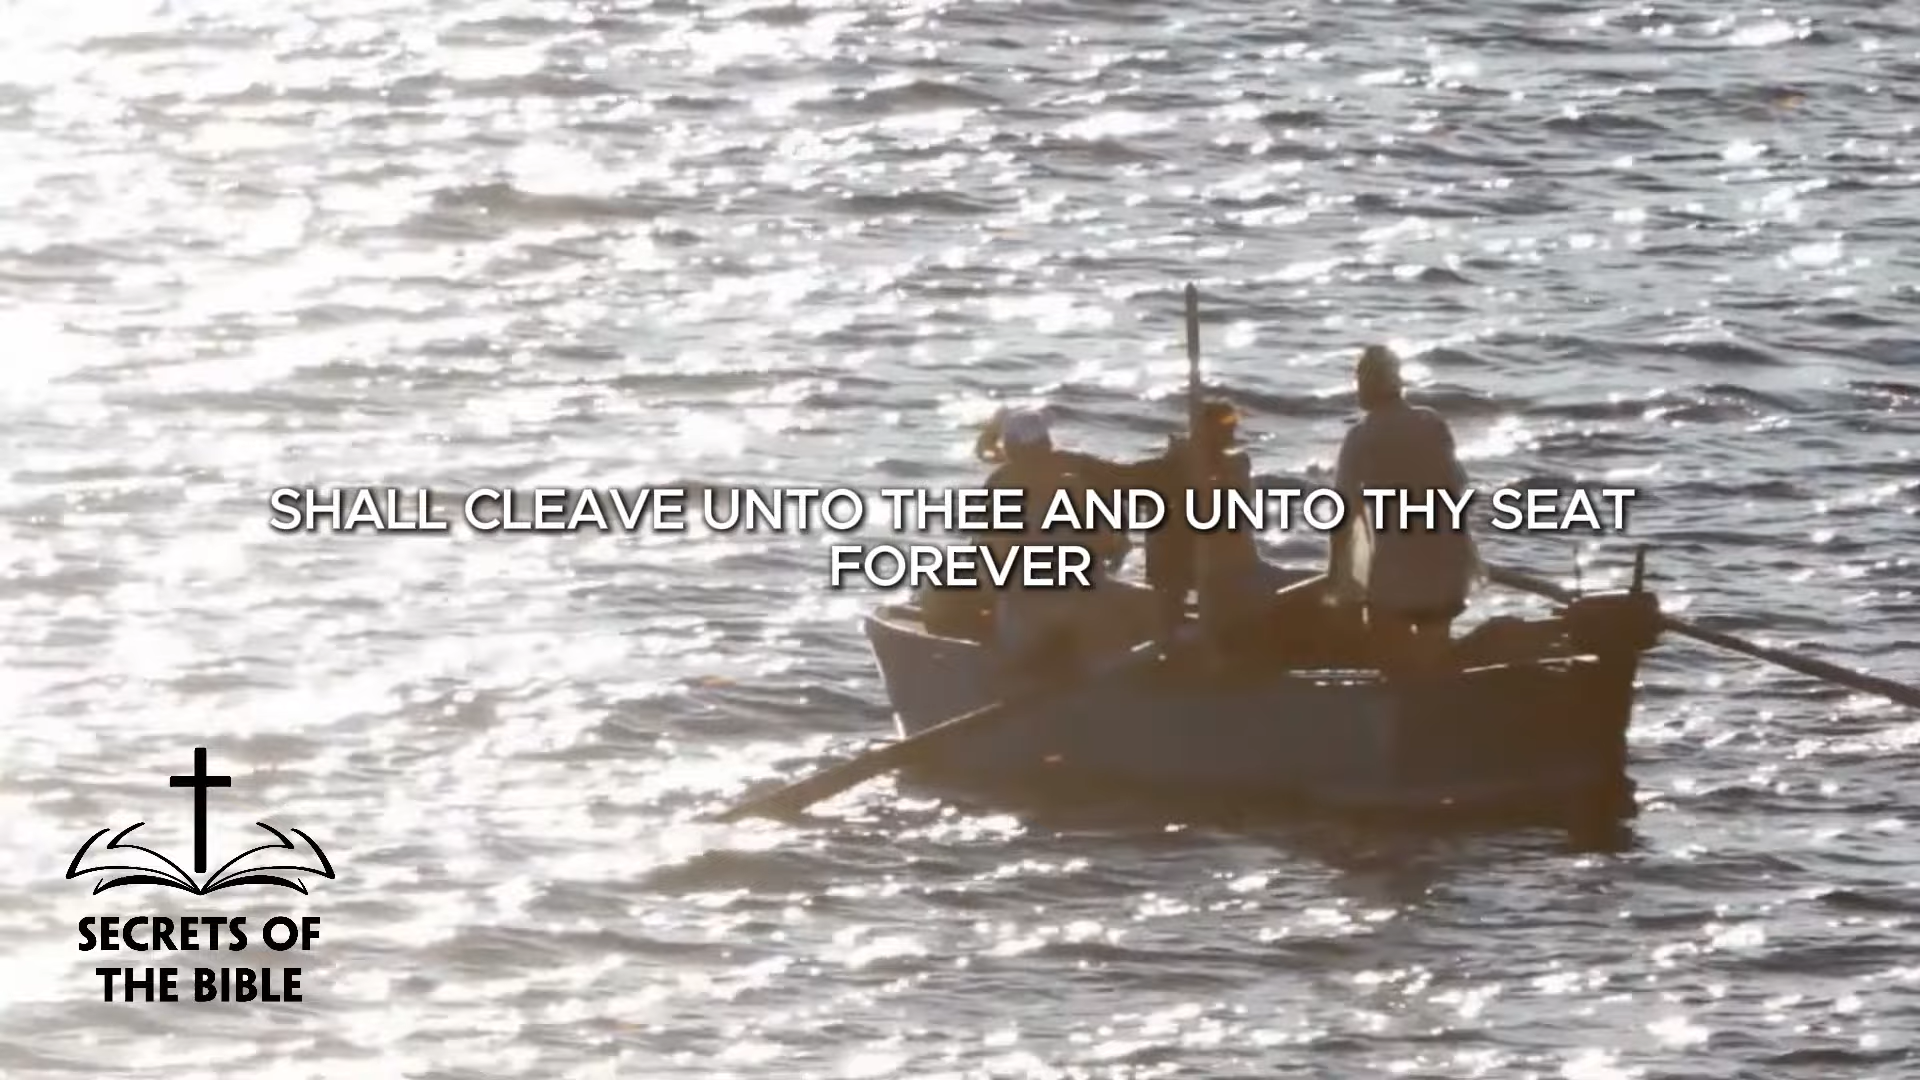 SHALL CLEAVE UNTO THEE AND UNTO THY SEAT
FOREVER
SECRETS OF
THE BIBLE